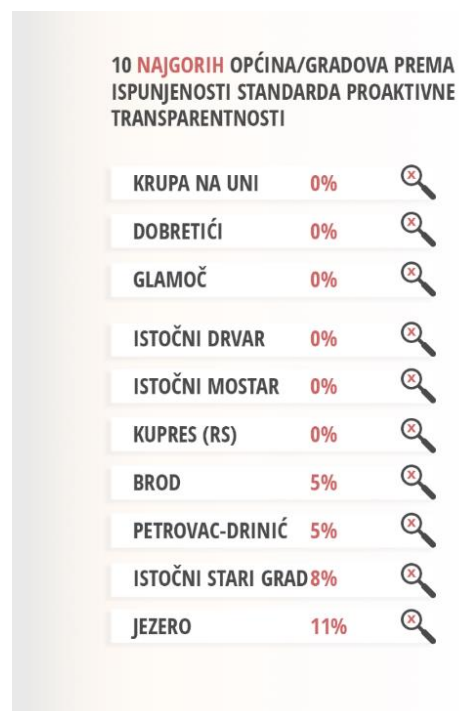 10 NAJGORIH OPĆINA/GRADOVA PREMA
ISPUNJENOSTI STANDARDA PROAKTIVNE
TRANSPARENTNOSTI
KRUPA NA UNI 0%
DOBRETIĆI 0%
GLAMOČ 0%
ISTOČNI DRVAR 0%
ISTOČNI MOSTAR 0%
KUPRES (RS) 0%
BROD 5%
PETROVAC-DRINIĆ 5%
ISTOČNI STARI GRAD 8%
JEZERO 11%